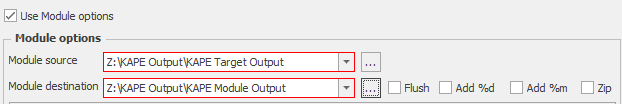 Use Module options
Module options
Module source Z:\KAPE Output\KAPE Target Output ...
Module destination Z:\KAPE Output\KAPE Module Output ... Flush Add %d Add %m Zip